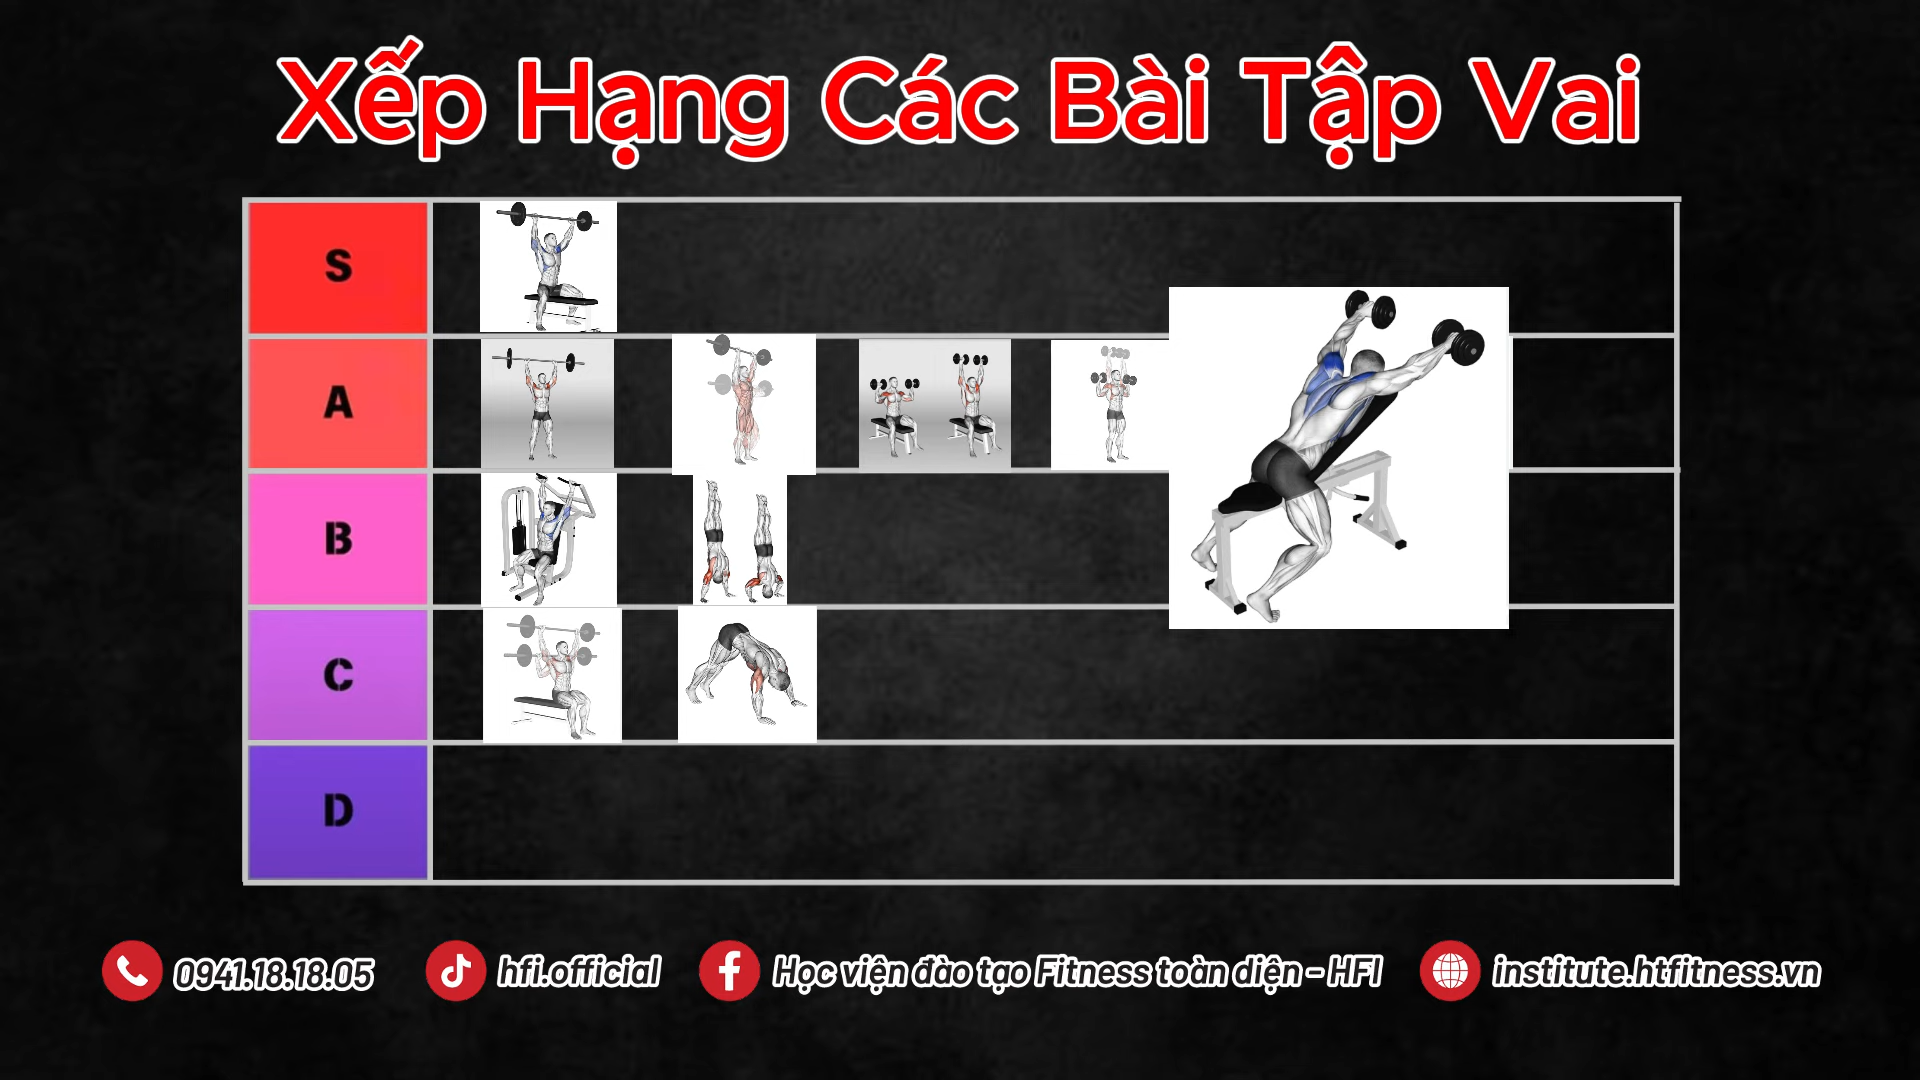 Xếp Hạng Các Bài Tập Vai
S
A
B
C
D
0941.18.18.05
hfi.official
Học viện đào tạo Fitness toàn diện - HFI
institute.htfitness.vn